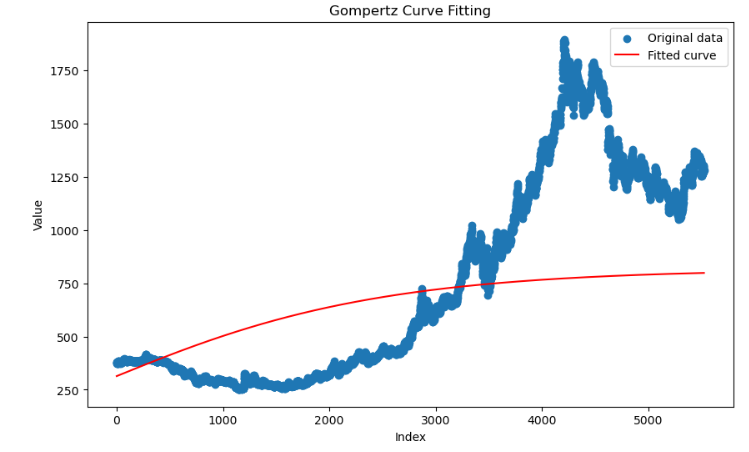 Gompertz Curve Fitting
Original data
Fitted curve
1750
1500
1250
1000
750
500
250
Value
0 1000 2000 3000 4000 5000
Index